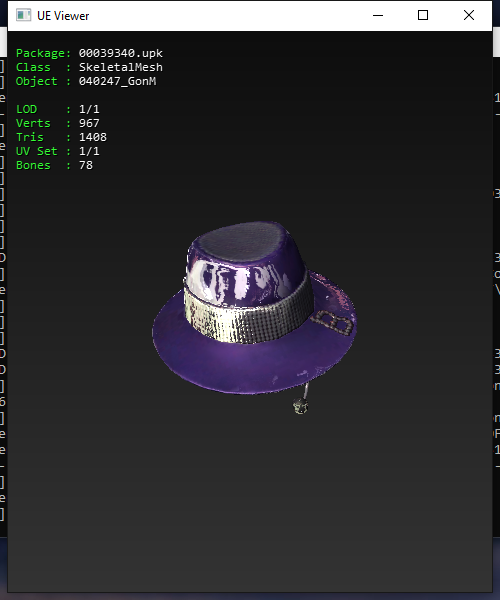 UE Viewer
Package: 00039340.upk
Class : SkeletalMesh
Object : 040247_GonM
LOD : 1/1
Verts : 967
Tris : 1408
UV Set : 1/1
Bones : 78